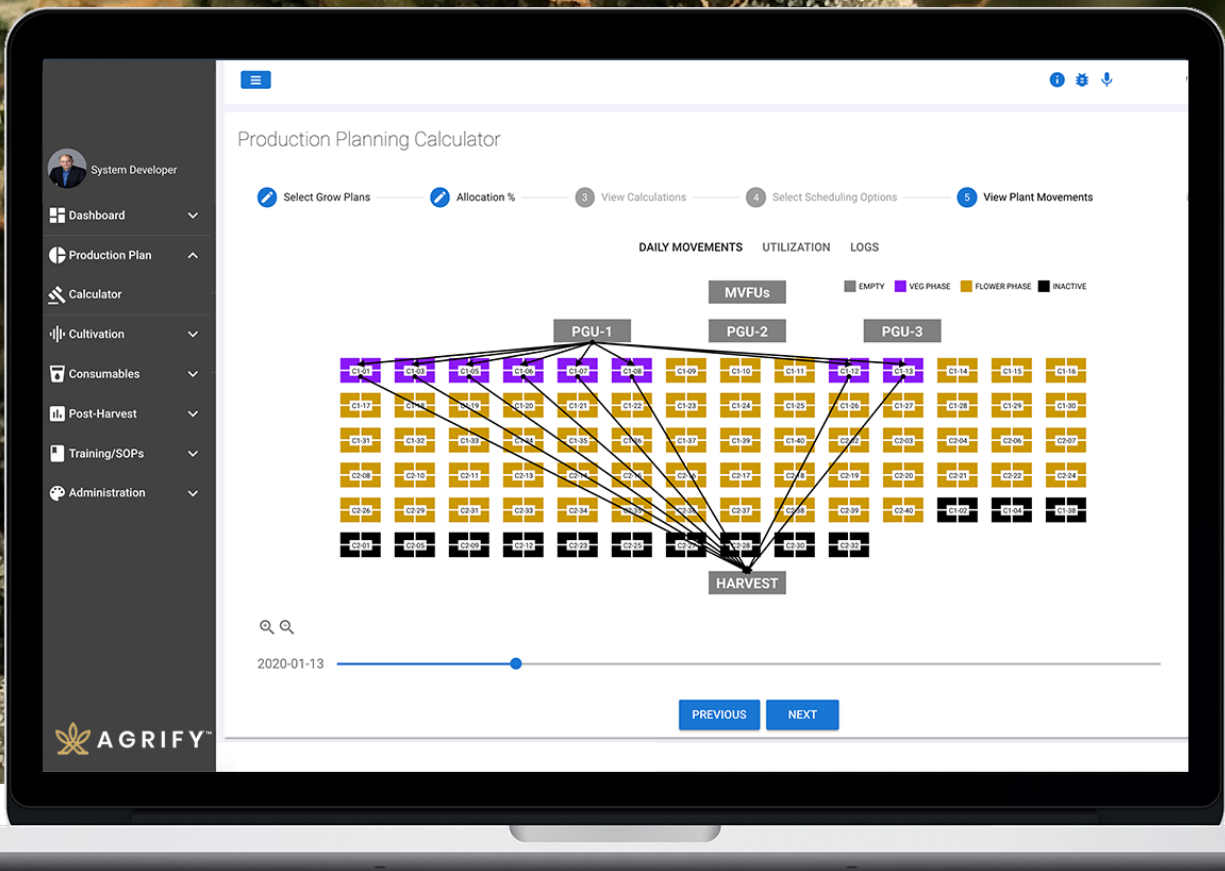 Production Planning Calculator
System Developer
Dashboard
Production Plan
Calculator
Cultivation
Consumables
Post-Harvest
Training/SOPs
Administration
AGRIFY™
Select Grow Plans
Allocation %
3 View Calculations
4 Select Scheduling Options
5 View Plant Movements
DAILY MOVEMENTS UTILIZATION LOGS
MVFUs
EMPTY VEG PHASE FLOWER PHASE INACTIVE
PGU-1 PGU-2 PGU-3
C1-01 C1-03 C1-05 C1-06 C1-07 C1-08 C1-09 C1-10 C1-11 C1-12 C1-13 C1-14 C1-15 C1-16
C1-17 C1-19 C1-20 C1-21 C1-22 C1-23 C1-24 C1-25 C1-26 C1-27 C1-28 C1-29 C1-30
C1-31 C1-32 C1-33 C1-35 C1-37 C1-39 C1-40 C2-03 C2-04 C2-06 C2-07
C2-08 C2-10 C2-11 C2-13 C2-17 C2-19 C2-20 C2-21 C2-22 C2-24
C2-26 C2-29 C2-31 C2-33 C2-34 C2-37 C2-39 C2-40 C1-02 C1-04 C1-38
C2-01 C2-05 C2-09 C2-12 C2-23 C2-25 C2-27 C2-28 C2-30 C2-32
HARVEST
2020-01-13
PREVIOUS NEXT